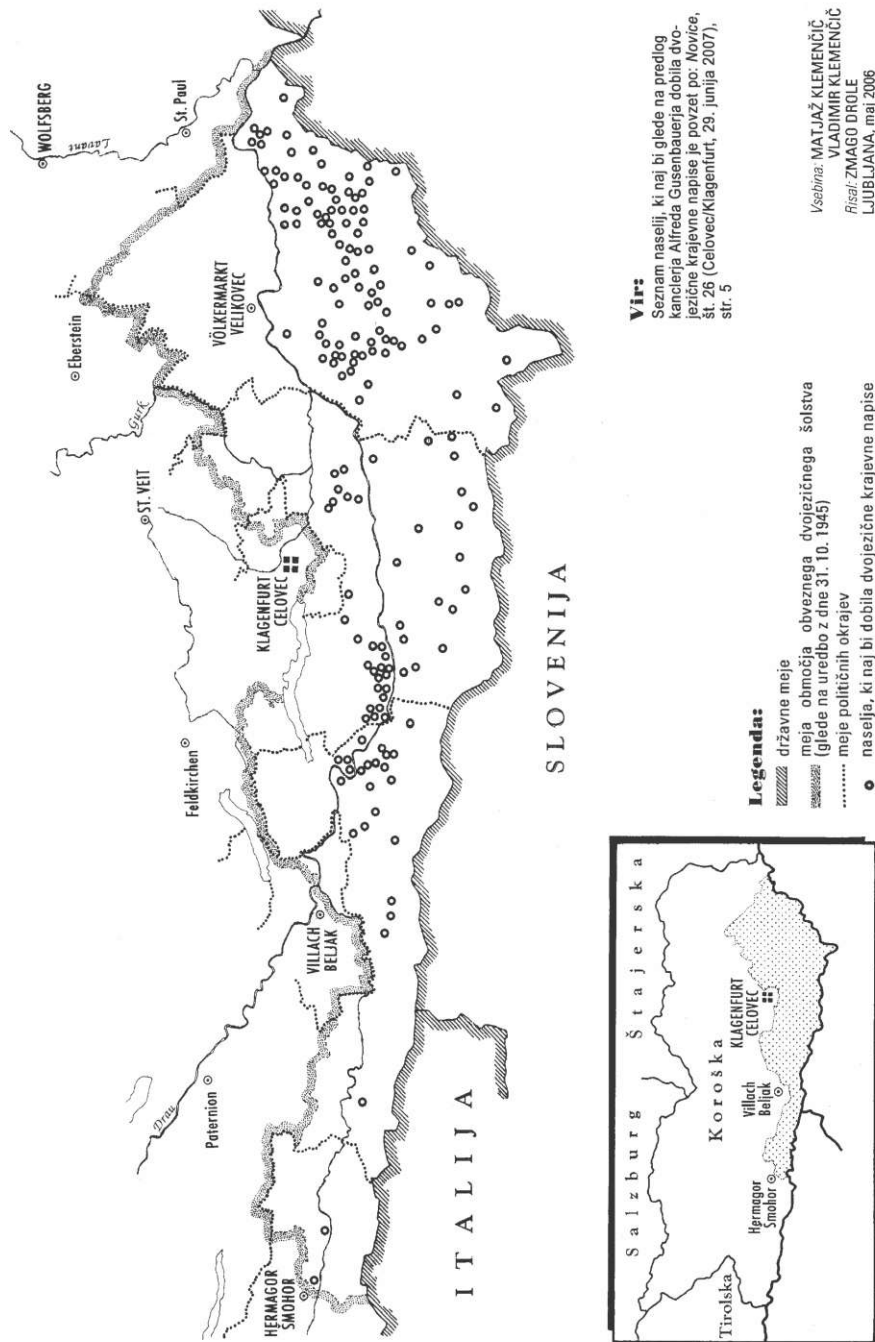 WOLFSBERG
Lavant
St. Paul
Eberstein
Gurk
ST. VEIT
VÖLKERMARKT
VELIKOVEC
KLAGENFURT
CELOVEC
Feldkirchen
VILLACH
BELJAK
Drau
Paternion
HERMAGOR
ŠMOHOR
ITALIJA
SLOVENIJA
Salzburg
Štajerska
Koroška
Tirolska
KLAGENFURT
CELOVEC
Villach
Beljak
Hermagor
Šmohor
Legenda:
državne meje
meja območja obveznega dvojezičnega šolstva
(glede na uredbo z dne 31. 10. 1945)
meje političnih okrajev
naselja, ki naj bi dobila dvojezične krajevne napise
Vir:
Seznam naselij, ki naj bi glede na predlog
kanclerja Alfreda Gusenbauerja dobila dvo-
jezične krajevne napise je povzet po: Novice,
št. 26 (Celovec/Klagenfurt, 29. junija 2007),
str. 5
Vsebina: MATJAŽ KLEMENČIČ
VLADIMIR KLEMENČIČ
Risal: ZMAGO DROLE
LJUBLJANA, maj 2006